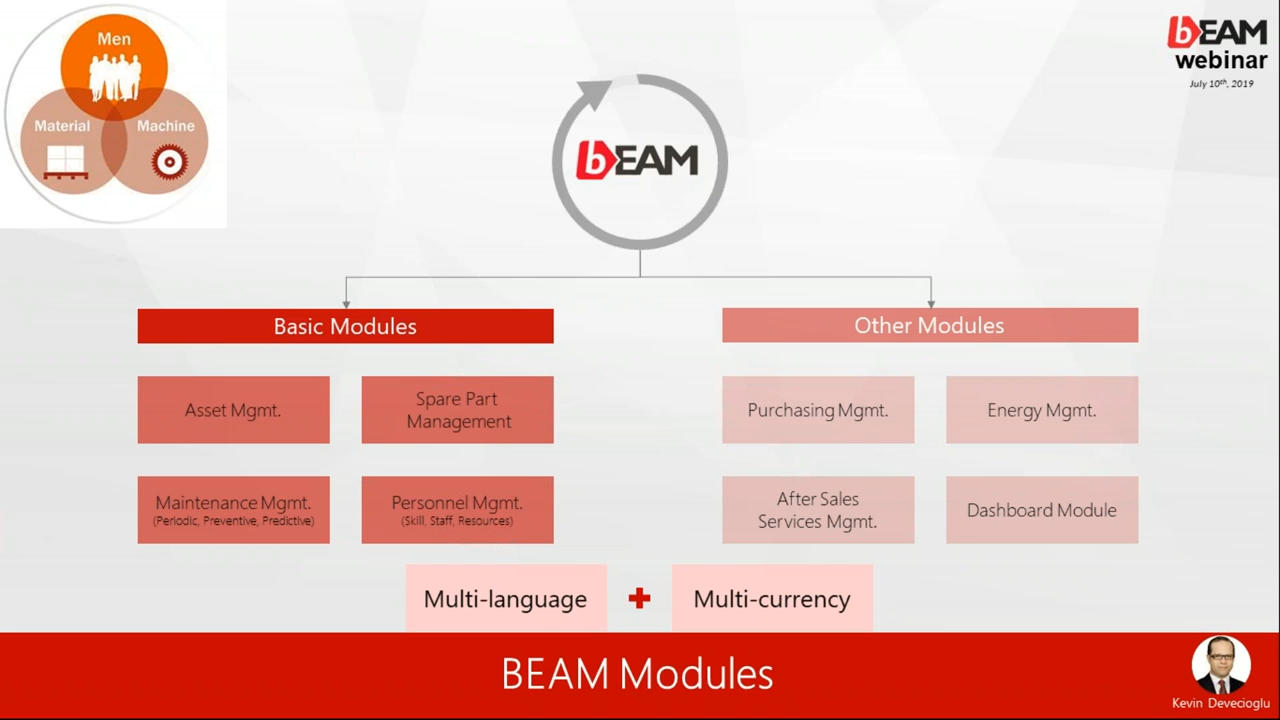 Men
Material
Machine
bEAM
webinar
July 10th, 2019
bEAM
Basic Modules
Other Modules
Asset Mgmt.
Spare Part
Management
Purchasing Mgmt.
Energy Mgmt.
Maintenance Mgmt.
(Periodic, Preventive, Predictive)
Personnel Mgmt.
(Skill, Staff, Resources)
After Sales
Services Mgmt.
Dashboard Module
Multi-language
+
Multi-currency
BEAM Modules
Kevin Devecioglu